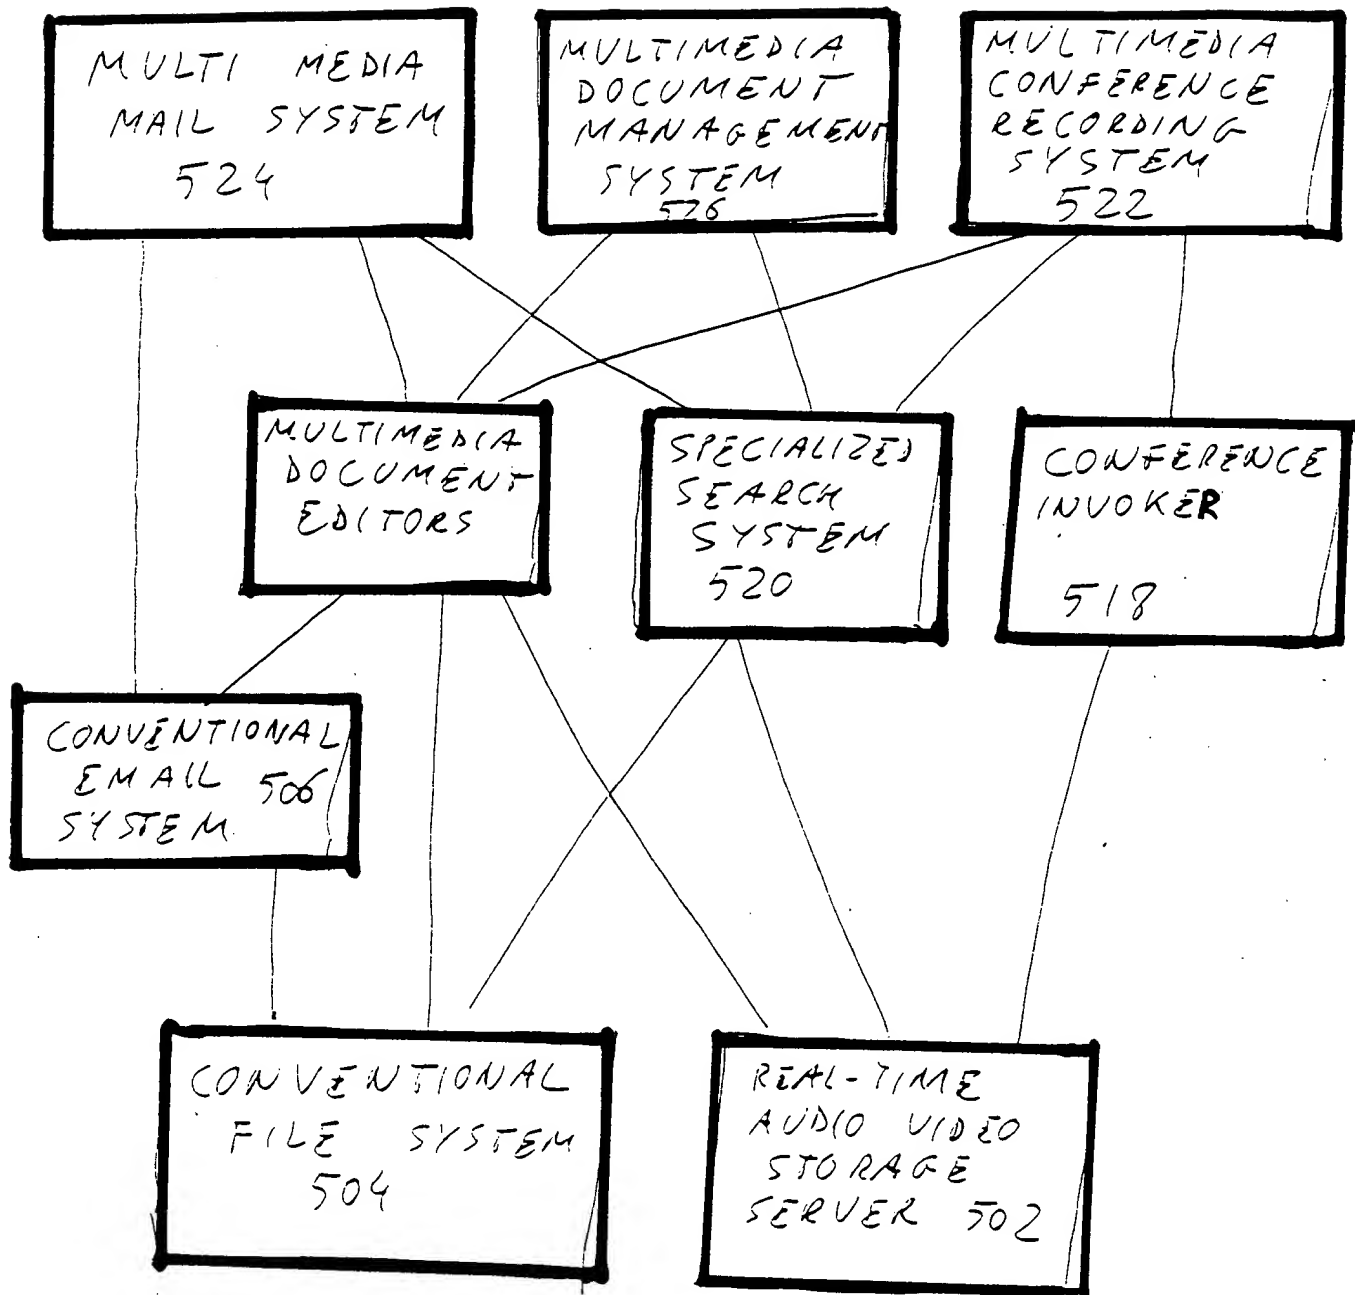 MULTI MEDIA
MAIL SYSTEM
524
MULTIMEDIA
DOCUMENT
MANAGEMENT
SYSTEM
526
MULTIMEDIA
CONFERENCE
RECORDING
SYSTEM
522
MULTIMEDIA
DOCUMENT
EDITORS
SPECIALIZED
SEARCH
SYSTEM
520
CONFERENCE
INVOKER
518
CONVENTIONAL
EMAIL 506
SYSTEM
CONVENTIONAL
FILE SYSTEM
504
REAL-TIME
AUDIO VIDEO
STORAGE
SERVER 502